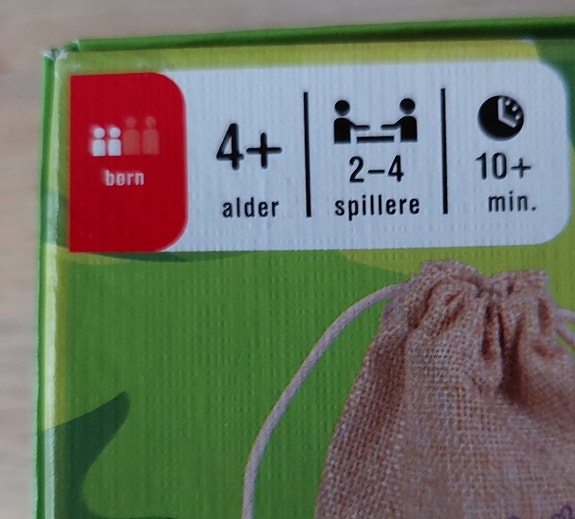 børn
4+
alder
2–4
spillere
10+
min.